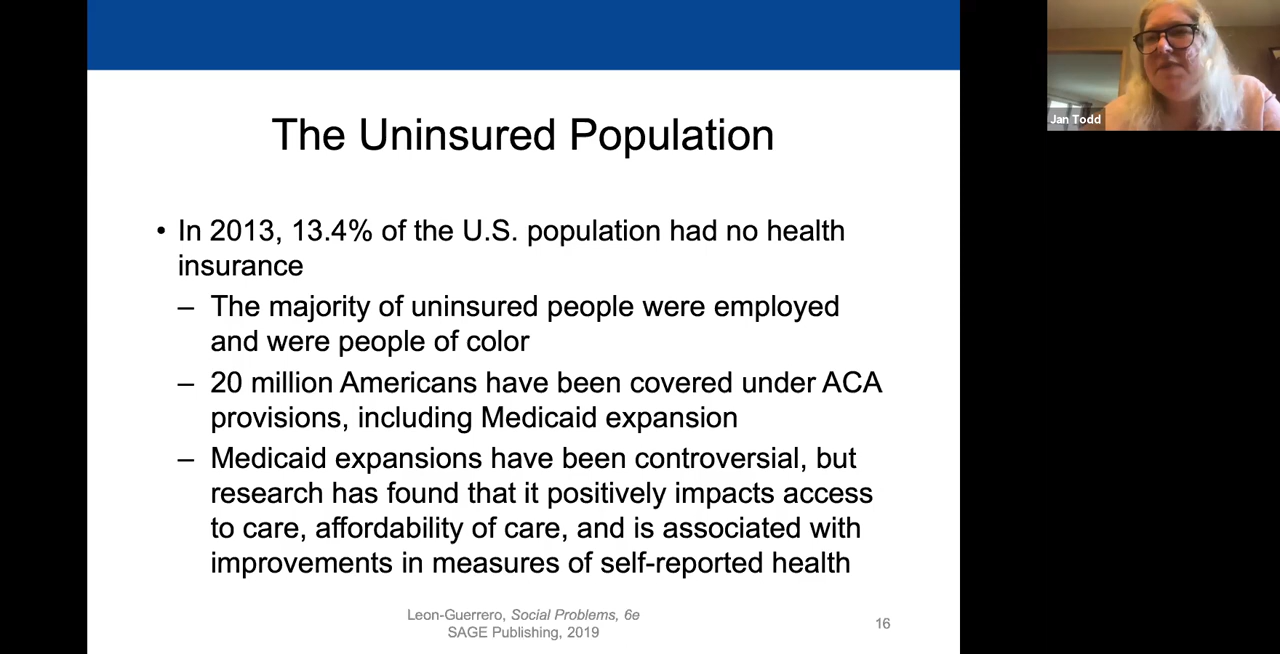 The Uninsured Population
• In 2013, 13.4% of the U.S. population had no health
insurance
– The majority of uninsured people were employed
and were people of color
– 20 million Americans have been covered under ACA
provisions, including Medicaid expansion
– Medicaid expansions have been controversial, but
research has found that it positively impacts access
to care, affordability of care, and is associated with
improvements in measures of self-reported health
Leon-Guerrero, Social Problems, 6e
SAGE Publishing, 2019
16
Jan Todd